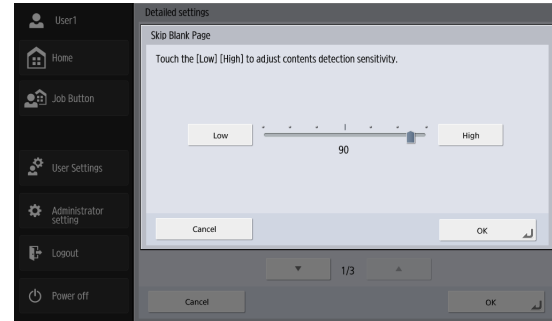 User1
Home
Job Button
User Settings
Administrator
setting
Logout
Power off
Detailed settings
Skip Blank Page
Touch the [Low] [High] to adjust contents detection sensitivity.
Low
High
90
Cancel
OK
1/3
Cancel
OK